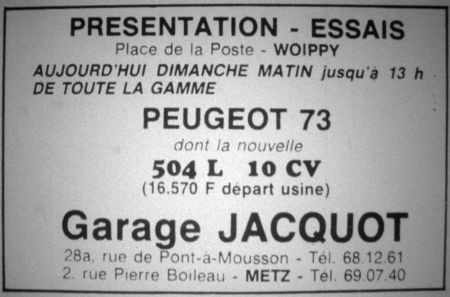 PRESENTATION - ESSAIS
Place de la Poste - WOIPPY
AUJOURD'HUI DIMANCHE MATIN jusqu'à 13 h
DE TOUTE LA GAMME
PEUGEOT 73
dont la nouvelle
504 L 10 CV
(16.570 F départ usine)
Garage JACQUOT
28a, rue de Pont-à-Mousson - Tél. 68.12.61
2. rue Pierre Boileau - METZ - Tél. 69.07.40